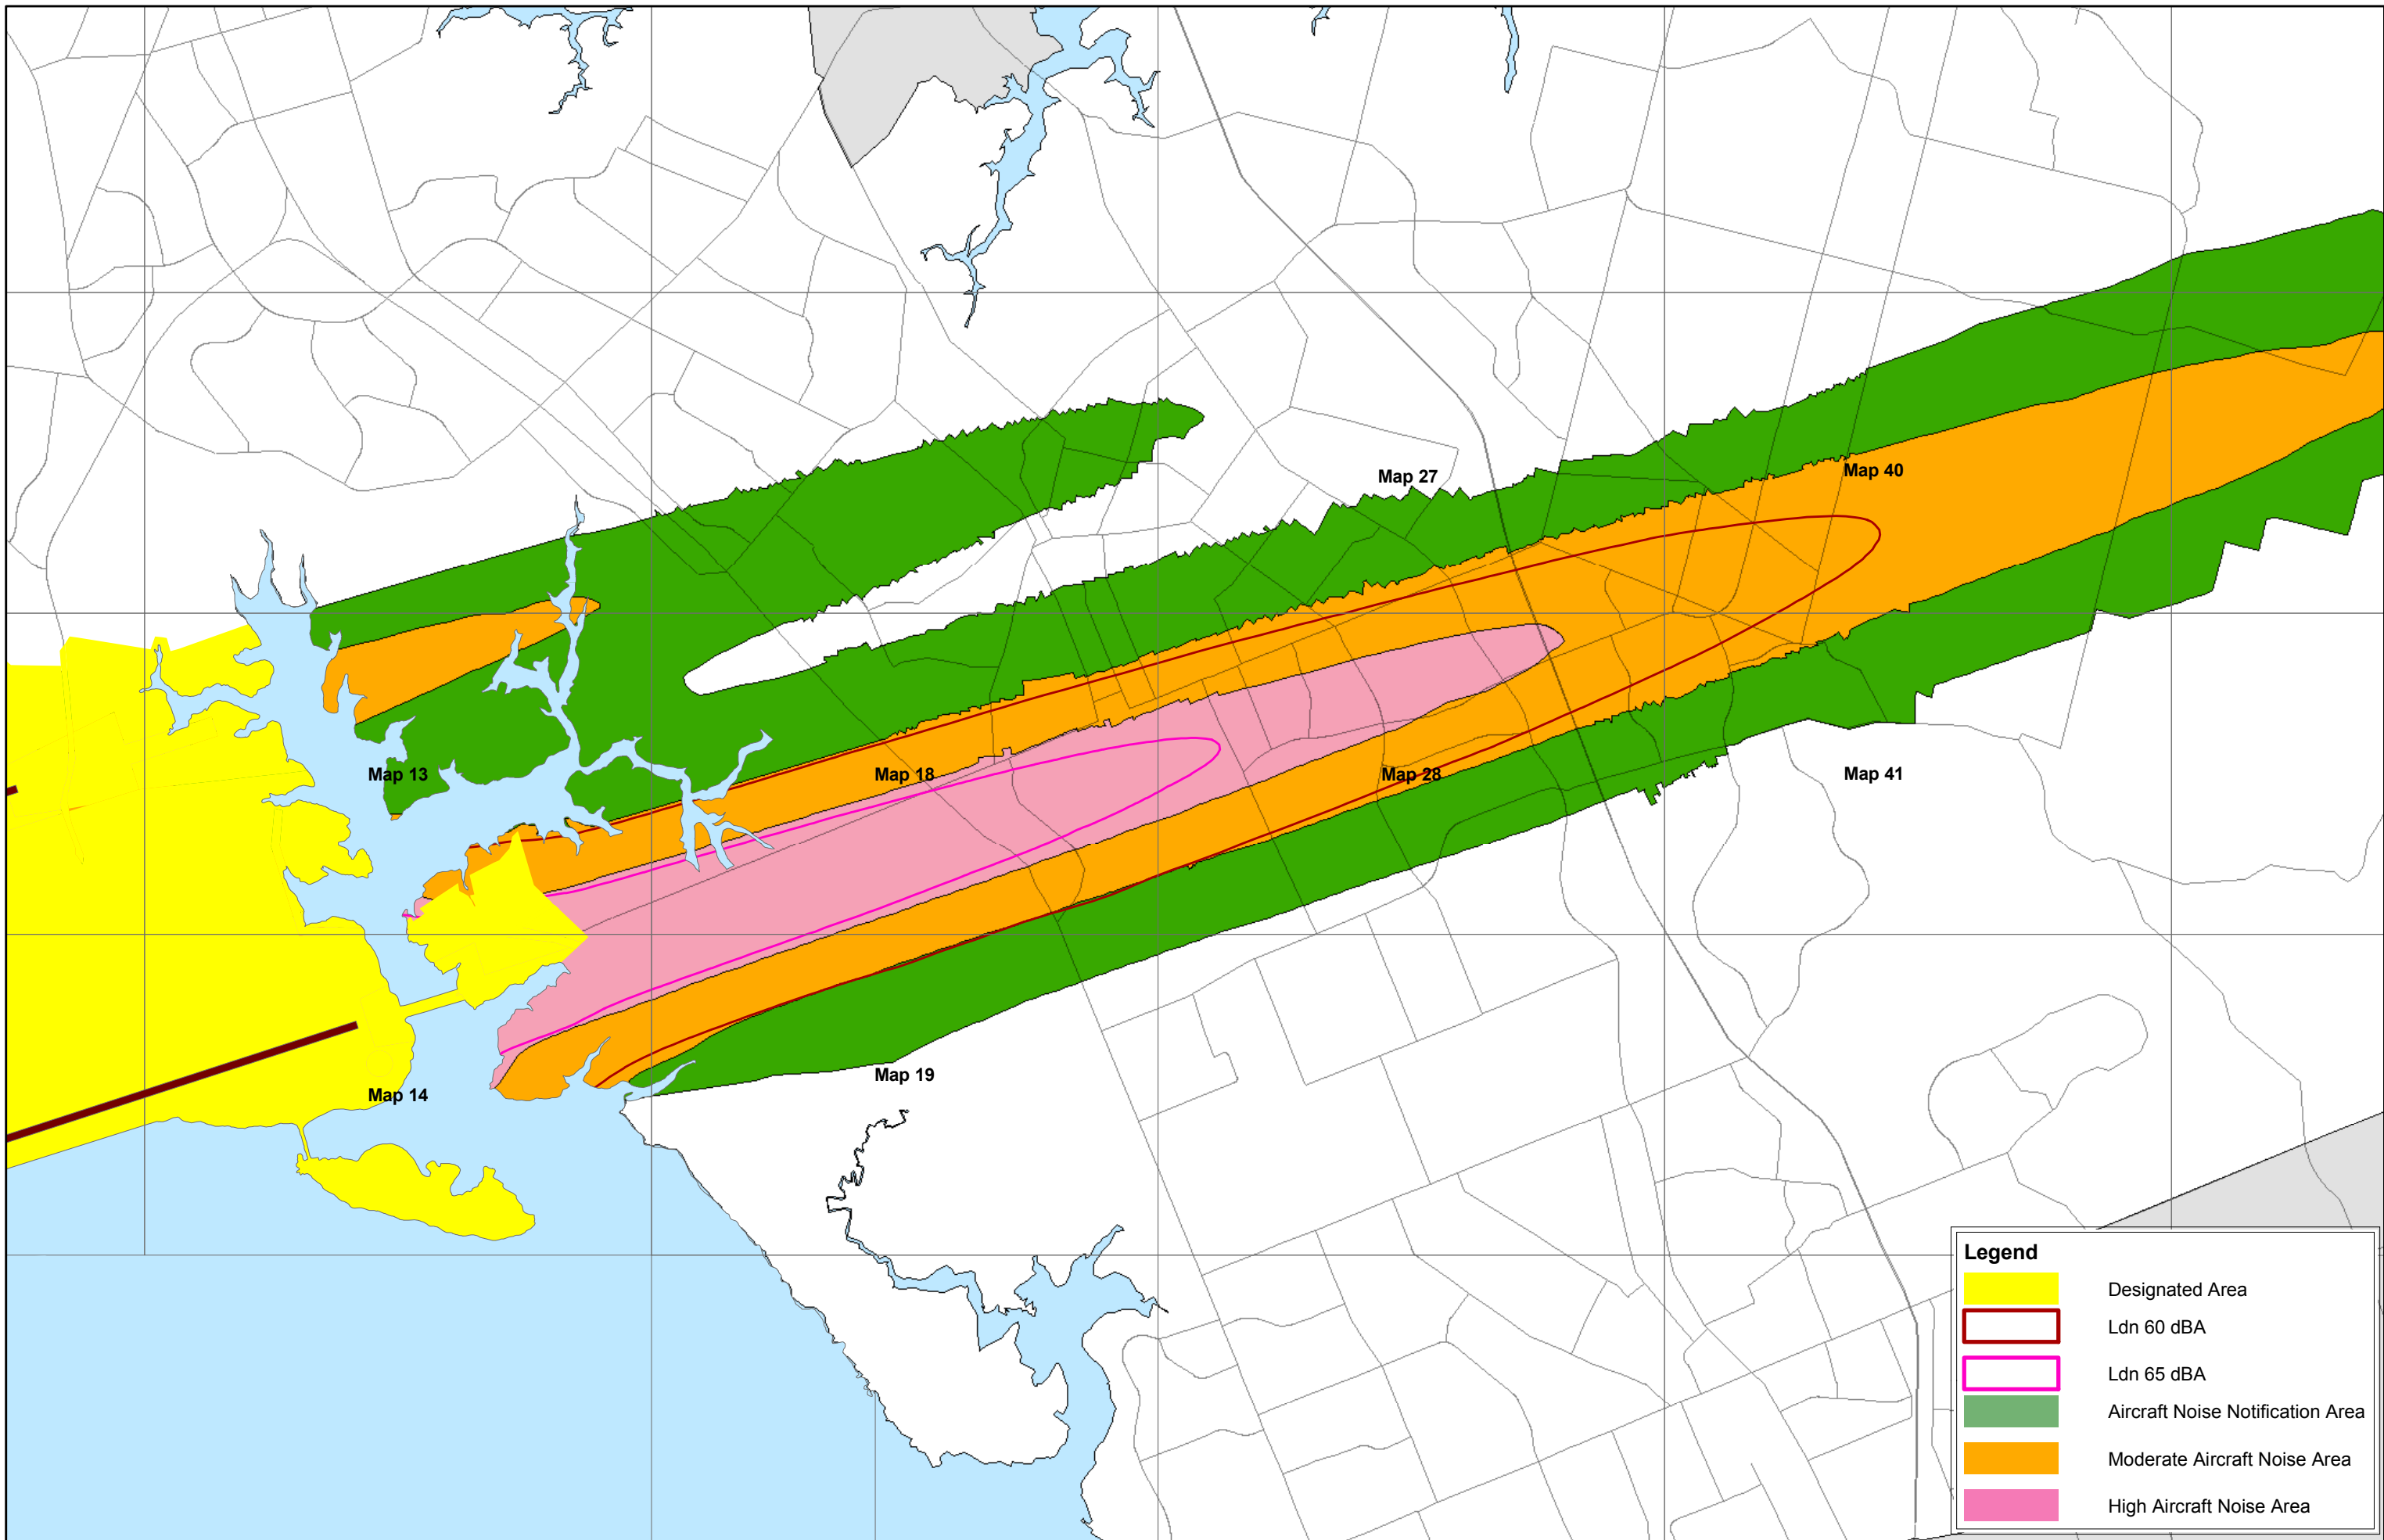 Map 27
Map 40
Map 13
Map 18
Map 28
Map 41
Map 14
Map 19
Legend
Designated Area
Ldn 60 dBA
Ldn 65 dBA
Aircraft Noise Notification Area
Moderate Aircraft Noise Area
High Aircraft Noise Area